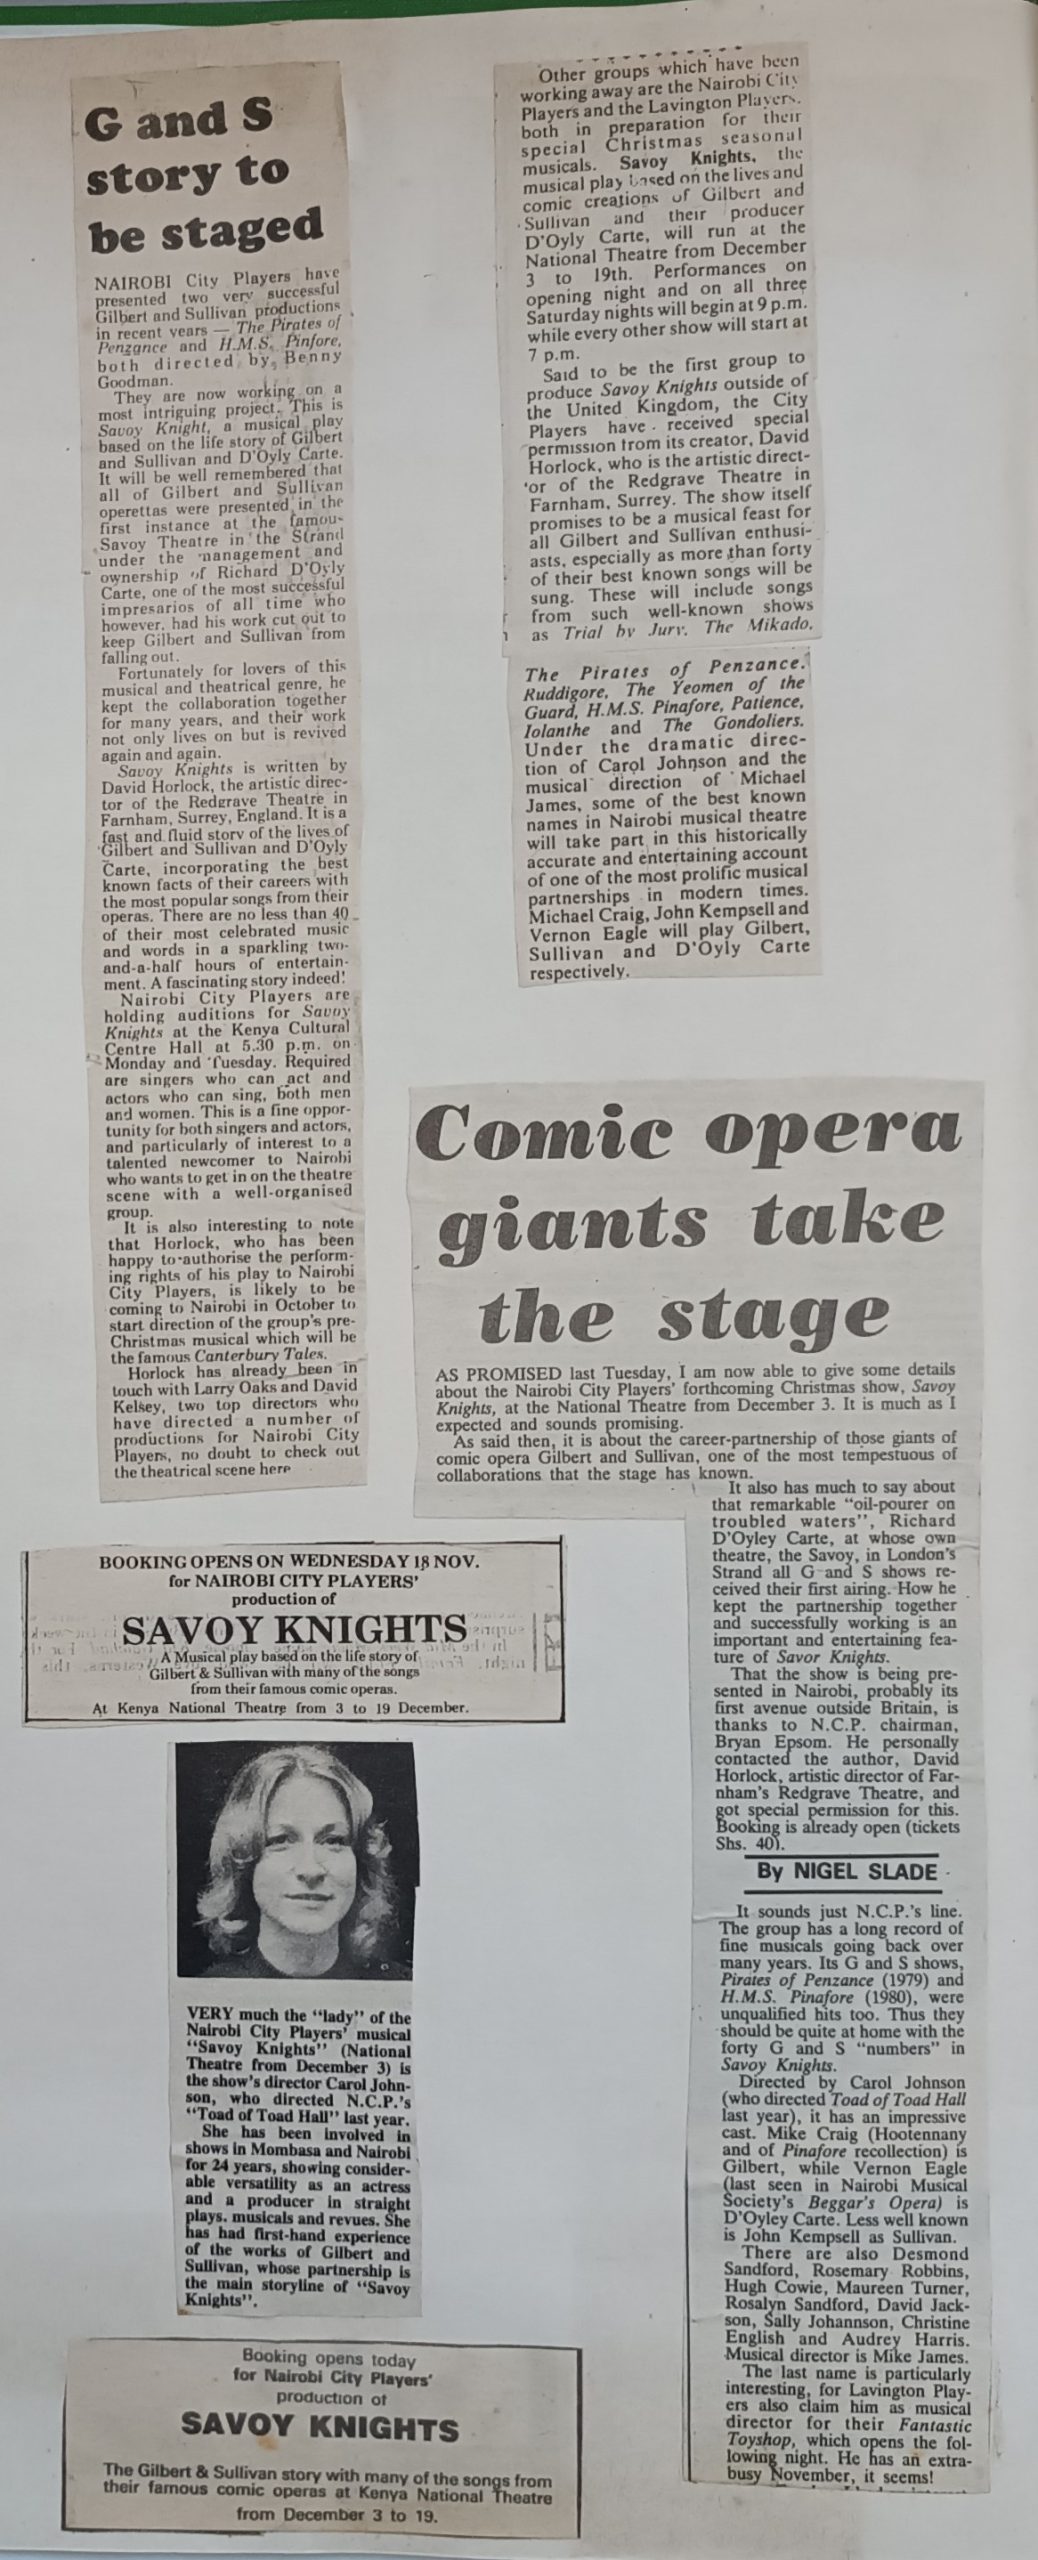 G and S
story to
be staged
NAIROBI City Players have
presented two very successful
Gilbert and Sullivan productions
in recent years — The Pirates of
Penzance and H.M.S. Pinfore,
both directed by Benny
Goodman.
They are now working on a
most intriguing project. This is
Savoy Knight, a musical play
based on the life story of Gilbert
and Sullivan and D'Oyly Carte.
It will be well remembered that
all of Gilbert and Sullivan
operettas were presented in the
first instance at the famou-
Savoy Theatre in the Strand
under the management and
ownership of Richard D'Oyly
Carte, one of the most successful
impresarios of all time who
however, had his work cut out to
keep Gilbert and Sullivan from
falling out.
Fortunately for lovers of this
musical and theatrical genre, he
kept the collaboration together
for many years, and their work
not only lives on but is revived
again and again.
Savoy Knights is written by
David Horlock, the artistic direc-
tor of the Redgrave Theatre in
Farnham, Surrey, England. It is a
fast and fluid story of the lives of
Gilbert and Sullivan and D'Oyly
Carte, incorporating the best
known facts of their careers with
the most popular songs from their
operas. There are no less than 40
of their most celebrated music
and words in a sparkling two-
and-a-half hours of entertain-
ment. A fascinating story indeed!
Nairobi City Players are
holding auditions for Savoy
Knights at the Kenya Cultural
Centre Hall at 5.30 p.m. on
Monday and Tuesday. Required
are singers who can act and
actors who can sing, both men
and women. This is a fine oppor-
tunity for both singers and actors,
and particularly of interest to a
talented newcomer to Nairobi
who wants to get in on the theatre
scene with a well-organised
group.
It is also interesting to note
that Horlock, who has been
happy to authorise the perform-
ing rights of his play to Nairobi
City Players, is likely to be
coming to Nairobi in October to
start direction of the group's pre-
Christmas musical which will be
the famous Canterbury Tales.
Horlock has already been in
touch with Larry Oaks and David
Kelsey, two top directors who
have directed a number of
productions for Nairobi City
Players, no doubt to check out
the theatrical scene here
Other groups which have been
working away are the Nairobi City
Players and the Lavington Players,
both in preparation for their
special Christmas seasonal
musicals. Savoy Knights, the
musical play based on the lives and
comic creations of Gilbert and
Sullivan and their producer
D'Oyly Carte, will run at the
National Theatre from December
3 to 19th. Performances on
opening night and on all three
Saturday nights will begin at 9 p.m.
while every other show will start at
7 p.m.
Said to be the first group to
produce Savoy Knights outside of
the United Kingdom, the City
Players have received special
permission from its creator, David
Horlock, who is the artistic direct-
or of the Redgrave Theatre in
Farnham, Surrey. The show itself
promises to be a musical feast for
all Gilbert and Sullivan enthusi-
asts, especially as more than forty
of their best known songs will be
sung. These will include songs
from such well-known shows
as Trial by Jury, The Mikado,
The Pirates of Penzance.
Ruddigore, The Yeomen of the
Guard, H.M.S. Pinafore, Patience,
Iolanthe and The Gondoliers.
Under the dramatic direc-
tion of Carol Johnson and the
musical direction of Michael
James, some of the best known
names in Nairobi musical theatre
will take part in this historically
accurate and entertaining account
of one of the most prolific musical
partnerships in modern times.
Michael Craig, John Kempsell and
Vernon Eagle will play Gilbert,
Sullivan and D'Oyly Carte
respectively.
Comic opera
giants take
the stage
AS PROMISED last Tuesday, I am now able to give some details
about the Nairobi City Players' forthcoming Christmas show, Savoy
Knights, at the National Theatre from December 3. It is much as I
expected and sounds promising.
As said then, it is about the career-partnership of those giants of
comic opera Gilbert and Sullivan, one of the most tempestuous of
collaborations that the stage has known.
It also has much to say about
that remarkable "oil-pourer on
troubled waters", Richard
D'Oyley Carte, at whose own
theatre, the Savoy, in London's
Strand all G and S shows re-
ceived their first airing. How he
kept the partnership together
and successfully working is an
important and entertaining fea-
ture of Savor Knights.
That the show is being pre-
sented in Nairobi, probably its
first avenue outside Britain, is
thanks to N.C.P. chairman,
Bryan Epsom. He personally
contacted the author, David
Horlock, artistic director of Far-
nham's Redgrave Theatre, and
got special permission for this.
Booking is already open (tickets
Shs. 40).
By NIGEL SLADE
It sounds just N.C.P.'s line.
The group has a long record of
fine musicals going back over
many years. Its G and S shows,
Pirates of Penzance (1979) and
H.M.S. Pinafore (1980), were
unqualified hits too. Thus they
should be quite at home with the
forty G and S "numbers" in
Savoy Knights.
Directed by Carol Johnson
(who directed Toad of Toad Hall
last year), it has an impressive
cast. Mike Craig (Hootennany
and of Pinafore recollection) is
Gilbert, while Vernon Eagle
(last seen in Nairobi Musical
Society's Beggar's Opera) is
D'Oyley Carte. Less well known
is John Kempsell as Sullivan.
There are also Desmond
Sandford, Rosemary Robbins,
Hugh Cowie, Maureen Turner,
Rosalyn Sandford, David Jack-
son, Sally Johannson, Christine
English and Audrey Harris.
Musical director is Mike James.
The last name is particularly
interesting, for Lavington Play-
ers also claim him as musical
director for their Fantastic
Toyshop, which opens the fol-
lowing night. He has an extra-
busy November, it seems!
BOOKING OPENS ON WEDNESDAY 18 NOV.
for NAIROBI CITY PLAYERS'
production of
SAVOY KNIGHTS
A Musical play based on the life story of
Gilbert & Sullivan with many of the songs
from their famous comic operas.
At Kenya National Theatre from 3 to 19 December.
VERY much the "lady" of the
Nairobi City Players' musical
"Savoy Knights" (National
Theatre from December 3) is
the show's director Carol John-
son, who directed N.C.P.'s
"Toad of Toad Hall" last year.
She has been involved in
shows in Mombasa and Nairobi
for 24 years, showing consider-
able versatility as an actress
and a producer in straight
plays, musicals and revues. She
has had first-hand experience
of the works of Gilbert and
Sullivan, whose partnership is
the main storyline of "Savoy
Knights".
Booking opens today
for Nairobi City Players'
production of
SAVOY KNIGHTS
The Gilbert & Sullivan story with many of the songs from
their famous comic operas at Kenya National Theatre
from December 3 to 19.